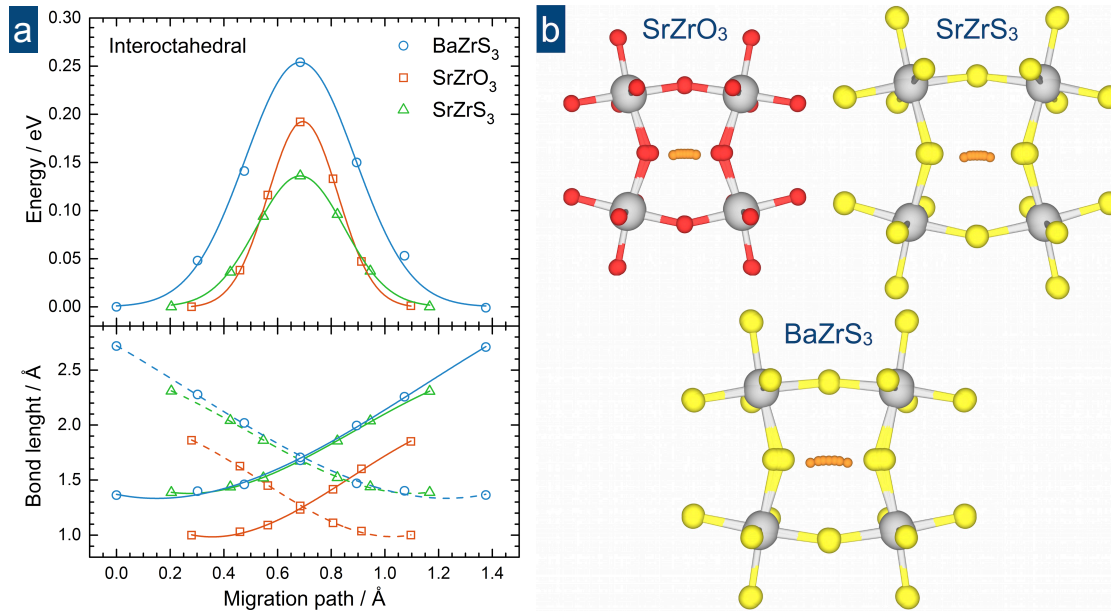 a
Interoctahedral
BaZrS₃
SrZrO₃
SrZrS₃
Energy / eV
0.30
0.25
0.20
0.15
0.10
0.05
0.00
Bond lenght / Å
2.5
2.0
1.5
1.0
0.0 0.2 0.4 0.6 0.8 1.0 1.2 1.4
Migration path / Å
b
SrZrO₃
SrZrS₃
BaZrS₃